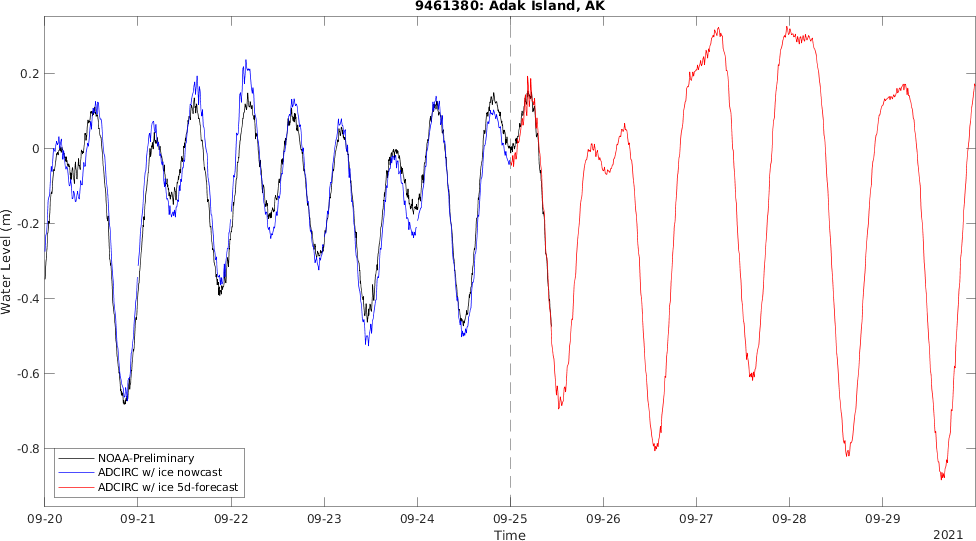 9461380: Adak Island, AK
Water Level (m)
0.2
0
-0.2
-0.4
-0.6
-0.8
NOAA-Preliminary
ADCIRC w/ ice nowcast
ADCIRC w/ ice 5d-forecast
09-20 09-21 09-22 09-23 09-24 09-25 09-26 09-27 09-28 09-29
Time
2021